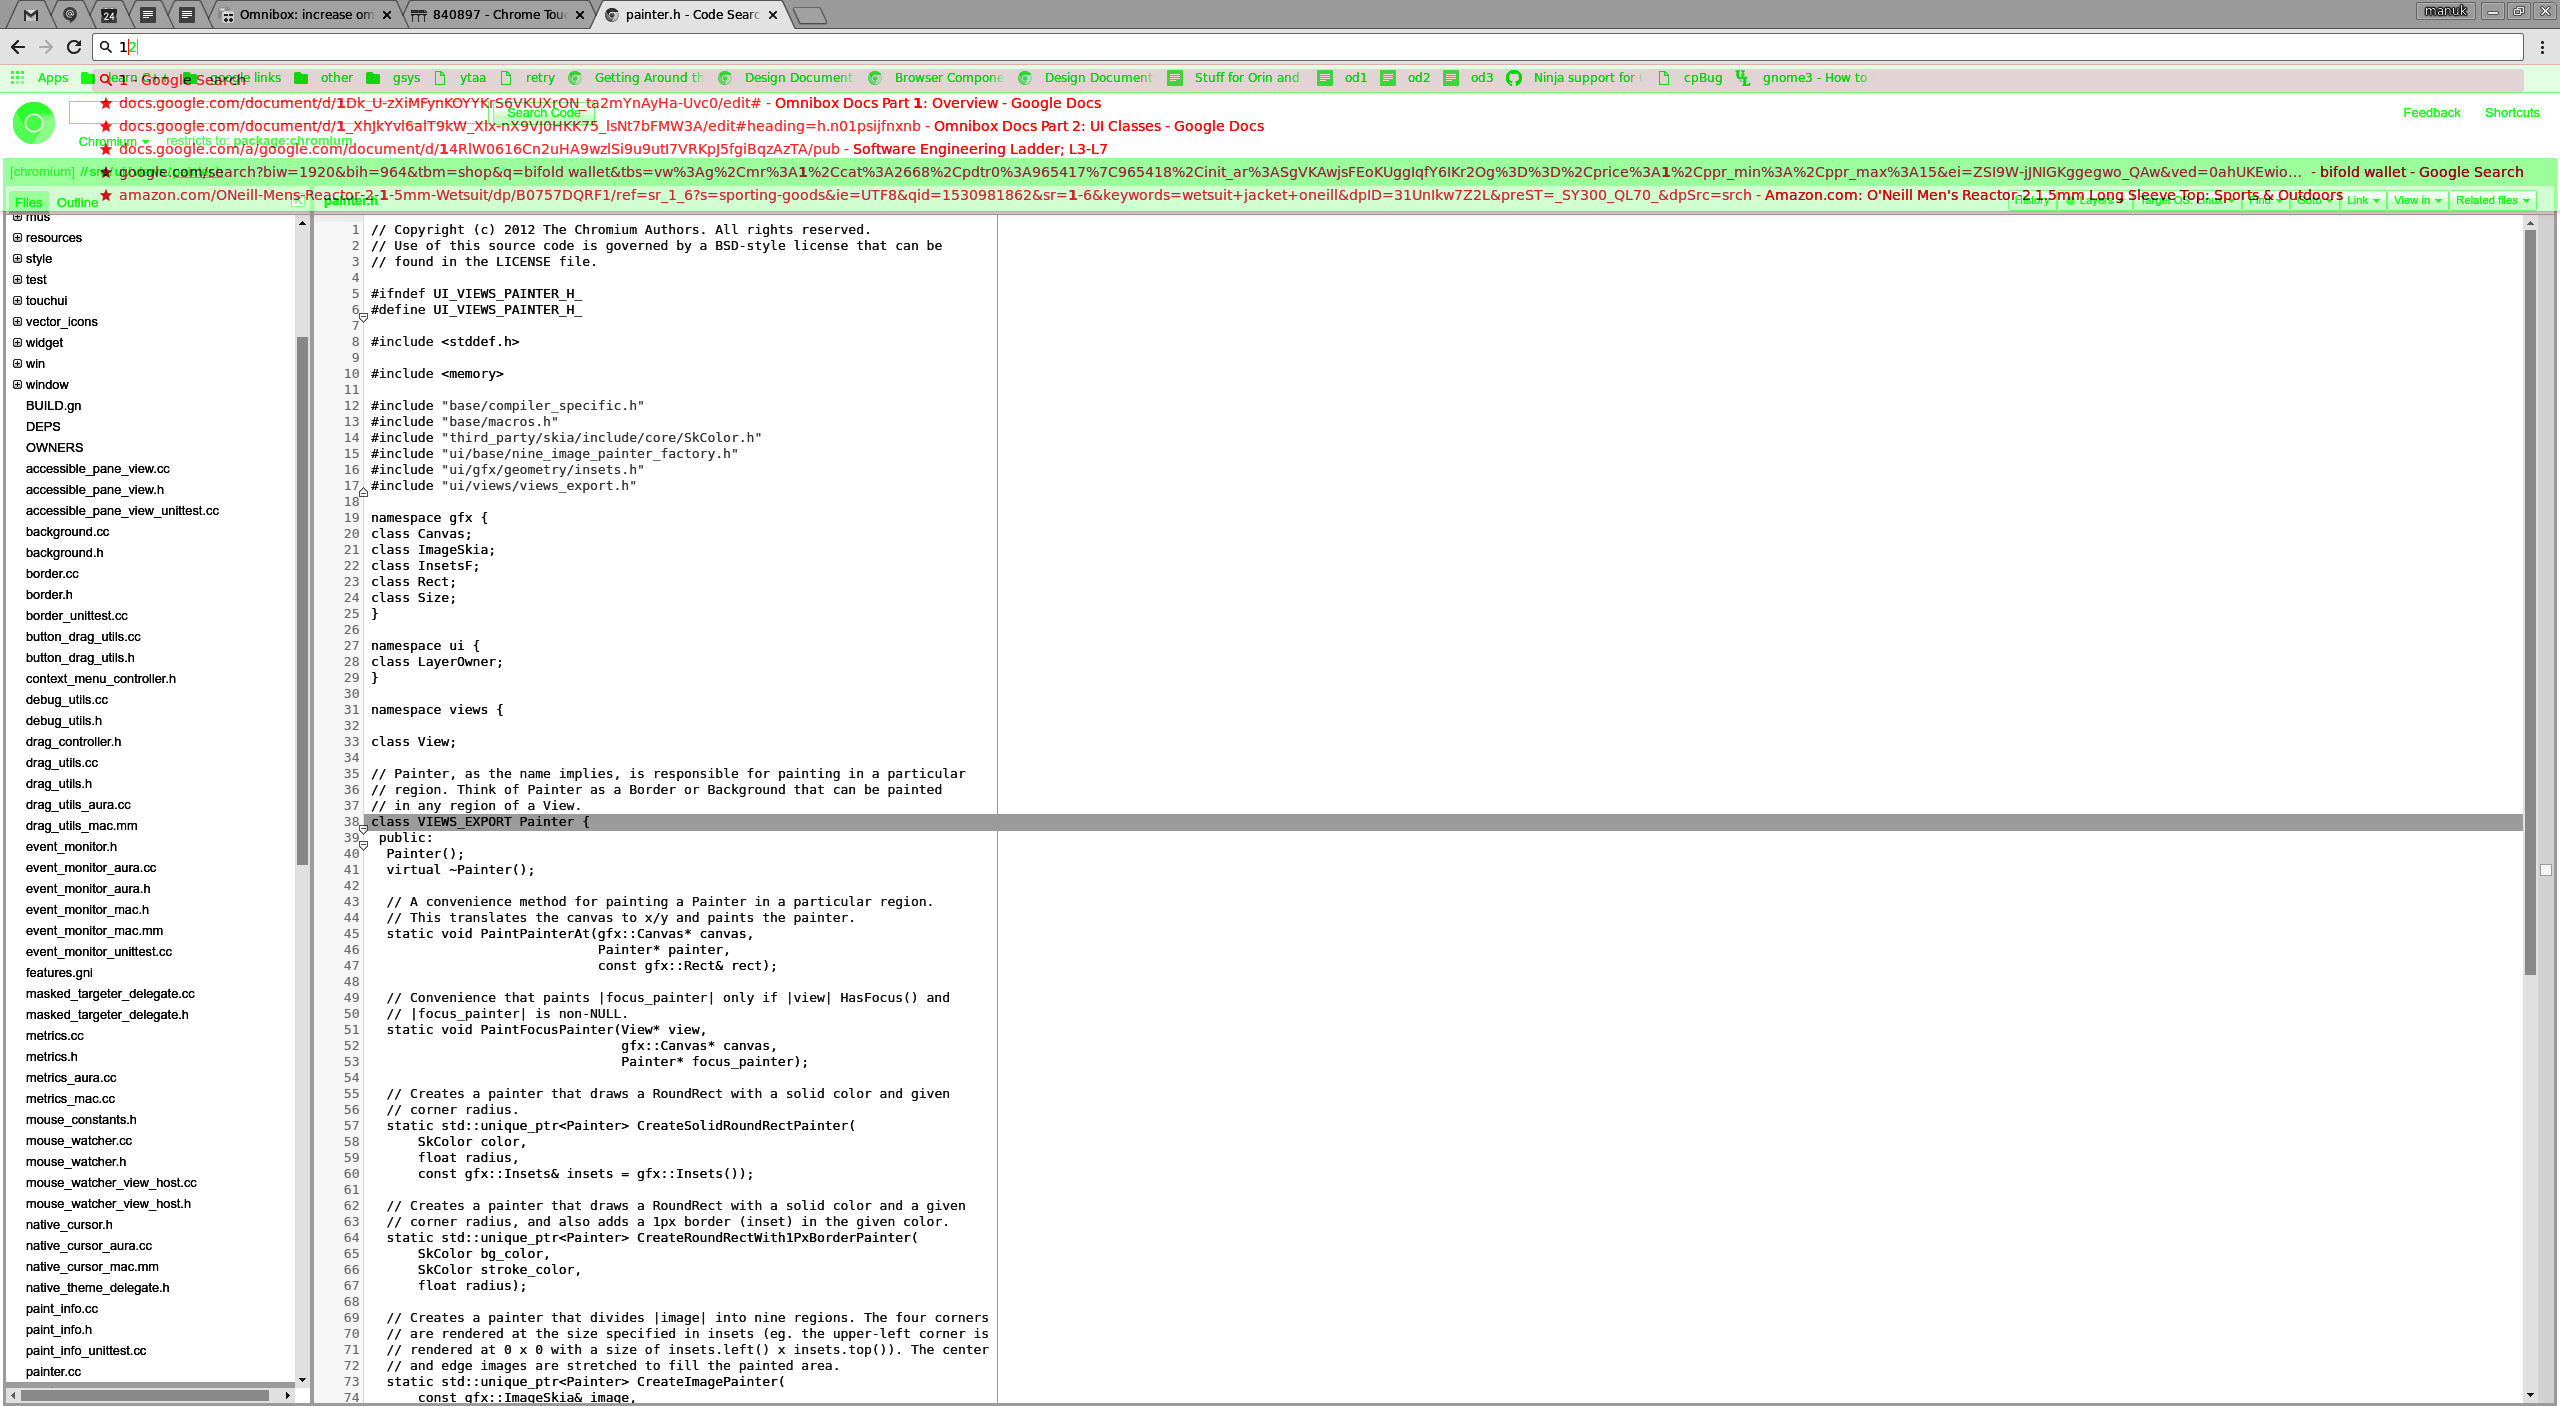 24
Omnibox: increase om
840897 - Chrome Tou
painter.h - Code Searc
manuk
12
Apps learn C++ google links other gsys ytaa retry Getting Around th Design Document Browser Compone Design Document Stuff for Orin and od1 od2 od3 Ninja support for cpBug gnome3 - How to
1 - Google Search
docs.google.com/document/d/1Dk_U-zXiMFynKOYYKrS6VKUXrON_ta2mYnAyHa-Uvc0/edit# - Omnibox Docs Part 1: Overview - Google Docs
Search Code
Feedback Shortcuts
docs.google.com/document/d/1_XhJkYvl6alT9kW_Xlx-nX9VJ0HKK75_lsNt7bFMW3A/edit#heading=h.n01psijfnxnb - Omnibox Docs Part 2: UI Classes - Google Docs
Chromium restricts to: package:chromium
docs.google.com/a/google.com/document/d/14RlW0616Cn2uHA9wzlSi9u9utI7VRKpJ5fgiBqzAzTA/pub - Software Engineering Ladder; L3-L7
[chromium] //
google.com/search?biw=1920&bih=964&tbm=shop&q=bifold wallet&tbs=vw%3Ag%2Cmr%3A1%2Ccat%3A2668%2Cpdtr0%3A965417%7C965418%2Cinit_ar%3ASgVKAwjsFEoKUggIqfY6IKr2Og%3D%3D%2Cprice%3A1%2Cppr_min%3A%2Cppr_max%3A15&ei=ZSI9W-jJNIGKggegwo_QAw&ved=0ahUKEwio... - bifold wallet - Google Search
amazon.com/ONeill-Mens-Reactor-2-1-5mm-Wetsuit/dp/B0757DQRF1/ref=sr_1_6?s=sporting-goods&ie=UTF8&qid=1530981862&sr=1-6&keywords=wetsuit+jacket+oneill&dpID=31UnIkw7Z2L&preST=_SY300_QL70_&dpSrc=srch - Amazon.com: O'Neill Men's Reactor-2 1.5mm Long Sleeve Top: Sports & Outdoors
Files Outline
painter.h
History Layers Target OS: Linux Find Goto Link View in Related files
mus
resources
style
test
touchui
vector_icons
widget
win
window
BUILD.gn
DEPS
OWNERS
accessible_pane_view.cc
accessible_pane_view.h
accessible_pane_view_unittest.cc
background.cc
background.h
border.cc
border.h
border_unittest.cc
button_drag_utils.cc
button_drag_utils.h
context_menu_controller.h
debug_utils.cc
debug_utils.h
drag_controller.h
drag_utils.cc
drag_utils.h
drag_utils_aura.cc
drag_utils_mac.mm
event_monitor.h
event_monitor_aura.cc
event_monitor_aura.h
event_monitor_mac.h
event_monitor_mac.mm
event_monitor_unittest.cc
features.gni
masked_targeter_delegate.cc
masked_targeter_delegate.h
metrics.cc
metrics.h
metrics_aura.cc
metrics_mac.cc
mouse_constants.h
mouse_watcher.cc
mouse_watcher.h
mouse_watcher_view_host.cc
mouse_watcher_view_host.h
native_cursor.h
native_cursor_aura.cc
native_cursor_mac.mm
native_theme_delegate.h
paint_info.cc
paint_info.h
paint_info_unittest.cc
painter.cc
1 // Copyright (c) 2012 The Chromium Authors. All rights reserved.
2 // Use of this source code is governed by a BSD-style license that can be
3 // found in the LICENSE file.
4
5 #ifndef UI_VIEWS_PAINTER_H_
6 #define UI_VIEWS_PAINTER_H_
7
8 #include <stddef.h>
9
10 #include <memory>
11
12 #include "base/compiler_specific.h"
13 #include "base/macros.h"
14 #include "third_party/skia/include/core/SkColor.h"
15 #include "ui/base/nine_image_painter_factory.h"
16 #include "ui/gfx/geometry/insets.h"
17 #include "ui/views/views_export.h"
18
19 namespace gfx {
20 class Canvas;
21 class ImageSkia;
22 class InsetsF;
23 class Rect;
24 class Size;
25 }
26
27 namespace ui {
28 class LayerOwner;
29 }
30
31 namespace views {
32
33 class View;
34
35 // Painter, as the name implies, is responsible for painting in a particular
36 // region. Think of Painter as a Border or Background that can be painted
37 // in any region of a View.
38 class VIEWS_EXPORT Painter {
39 public:
40 Painter();
41 virtual ~Painter();
42
43 // A convenience method for painting a Painter in a particular region.
44 // This translates the canvas to x/y and paints the painter.
45 static void PaintPainterAt(gfx::Canvas* canvas,
46 Painter* painter,
47 const gfx::Rect& rect);
48
49 // Convenience that paints |focus_painter| only if |view| HasFocus() and
50 // |focus_painter| is non-NULL.
51 static void PaintFocusPainter(View* view,
52 gfx::Canvas* canvas,
53 Painter* focus_painter);
54
55 // Creates a painter that draws a RoundRect with a solid color and given
56 // corner radius.
57 static std::unique_ptr<Painter> CreateSolidRoundRectPainter(
58 SkColor color,
59 float radius,
60 const gfx::Insets& insets = gfx::Insets());
61
62 // Creates a painter that draws a RoundRect with a solid color and a given
63 // corner radius, and also adds a 1px border (inset) in the given color.
64 static std::unique_ptr<Painter> CreateRoundRectWith1PxBorderPainter(
65 SkColor bg_color,
66 SkColor stroke_color,
67 float radius);
68
69 // Creates a painter that divides |image| into nine regions. The four corners
70 // are rendered at the size specified in insets (eg. the upper-left corner is
71 // rendered at 0 x 0 with a size of insets.left() x insets.top()). The center
72 // and edge images are stretched to fill the painted area.
73 static std::unique_ptr<Painter> CreateImagePainter(
74 const gfx::ImageSkia& image,